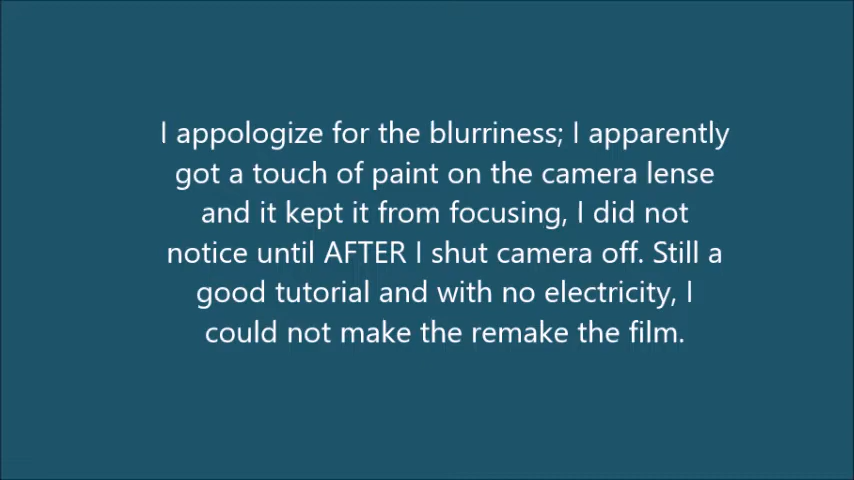 I appologize for the blurriness; I apparently
got a touch of paint on the camera lense
and it kept it from focusing, I did not
notice until AFTER I shut camera off. Still a
good tutorial and with no electricity, I
could not make the remake the film.